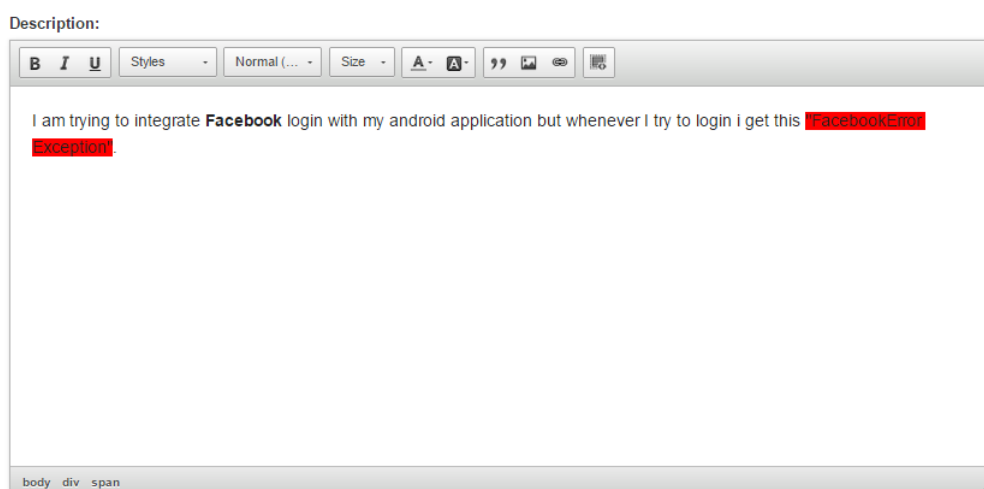 Description:
B I U Styles Normal (... Size A A
I am trying to integrate Facebook login with my android application but whenever I try to login i get this "FacebookError
Exception".
body div span